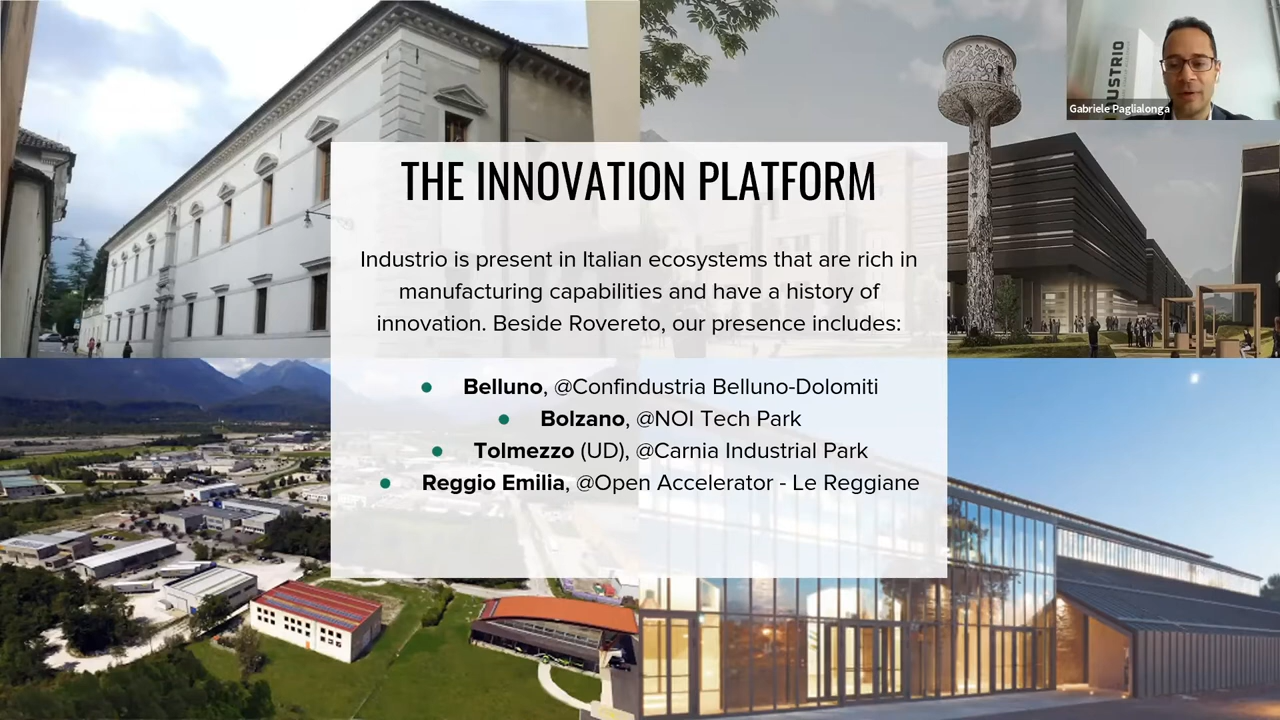 USTRIO
Gabriele Paglialonga
THE INNOVATION PLATFORM
Industrio is present in Italian ecosystems that are rich in
manufacturing capabilities and have a history of
innovation. Beside Rovereto, our presence includes:
● Belluno, @Confindustria Belluno-Dolomiti
● Bolzano, @NOI Tech Park
● Tolmezzo (UD), @Carnia Industrial Park
● Reggio Emilia, @Open Accelerator - Le Reggiane